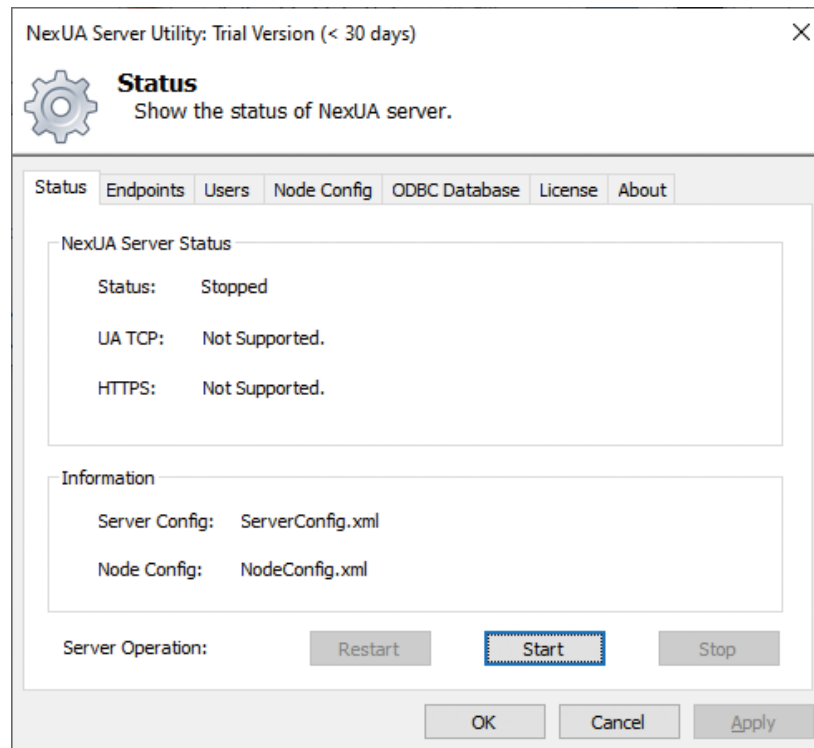 NexUA Server Utility: Trial Version (< 30 days)
Status
Show the status of NexUA server.
Status Endpoints Users Node Config ODBC Database License About
NexUA Server Status
Status: Stopped
UA TCP: Not Supported.
HTTPS: Not Supported.
Information
Server Config: ServerConfig.xml
Node Config: NodeConfig.xml
Server Operation: Restart Start Stop
OK Cancel Apply